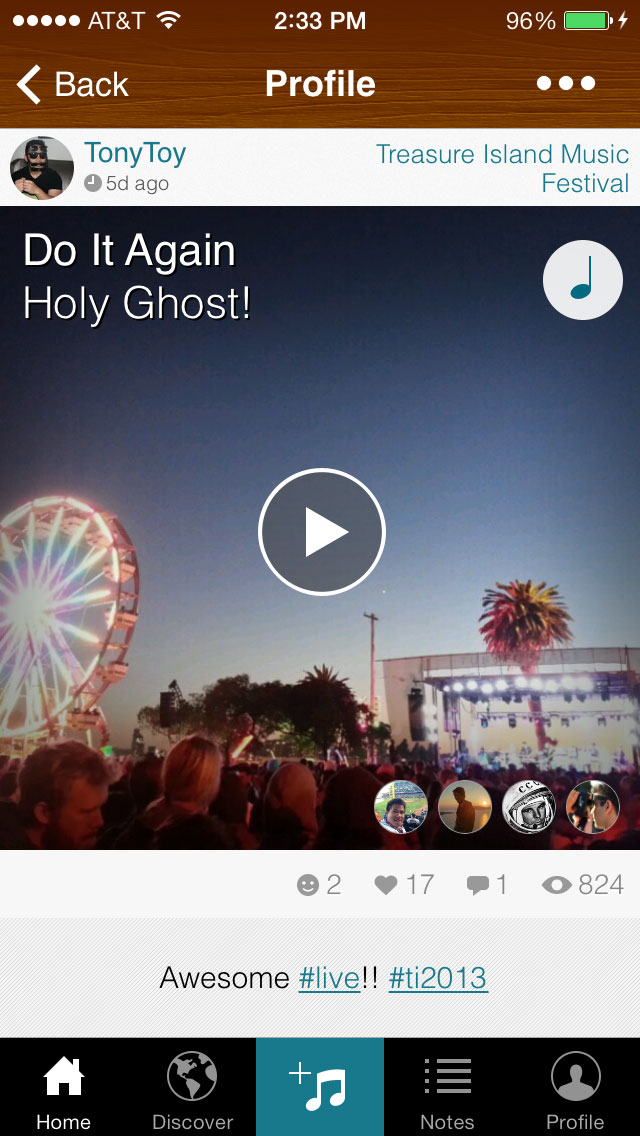 AT&T 2:33 PM 96%
Back Profile
TonyToy
5d ago
Treasure Island Music
Festival
Do It Again
Holy Ghost!
CCCP
2 17 1 824
Awesome #live!! #ti2013
Home Discover Notes Profile